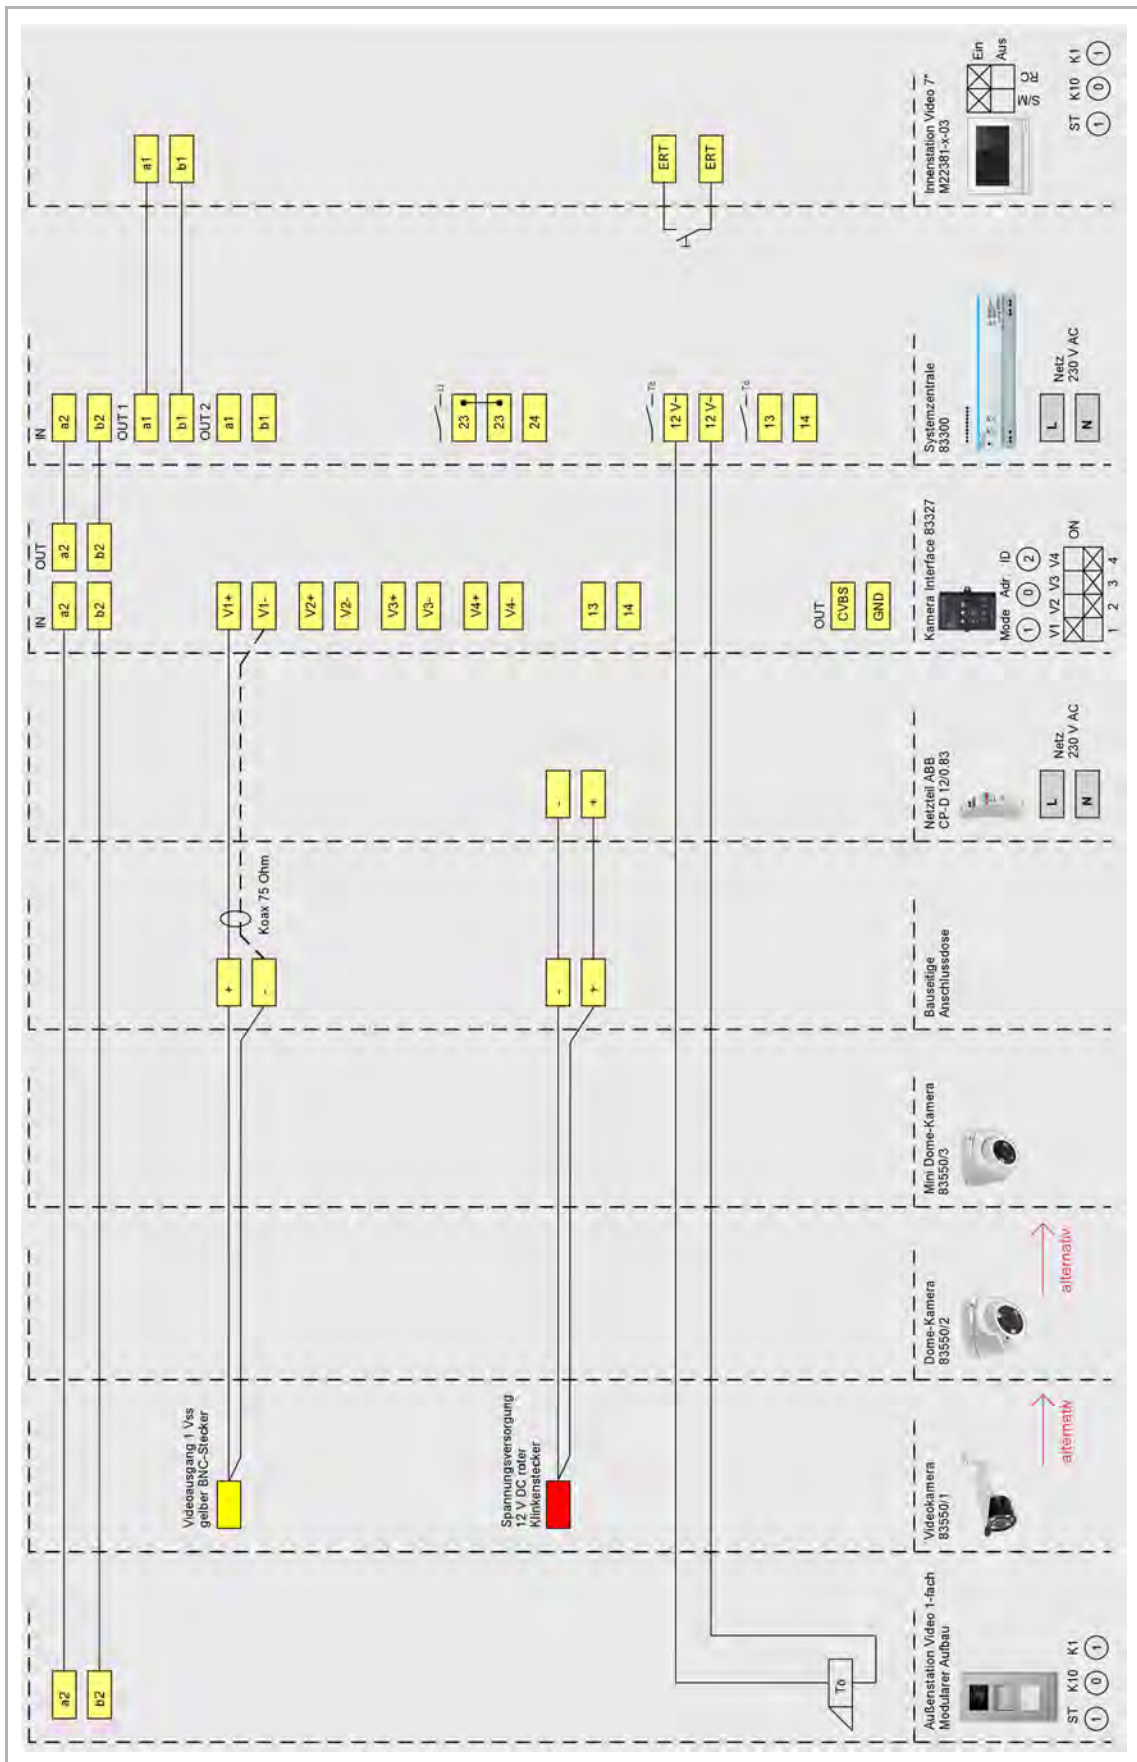 Außenstation Video 1-fach
Modularer Aufbau
ST K10 K1
1 0 1
a2
b2
Tö
Videokamera
83550/1
alternativ
Videoausgang 1 Vss
gelber BNC-Stecker
Spannungsversorgung
12 V DC roter
Klinkenstecker
Dome-Kamera
83550/2
alternativ
Mini Dome-Kamera
83550/3
Bauseitige
Anschlussdose
+
-
-
+
Koax 75 Ohm
Netzteil ABB
CP-D 12/0.83
-
+
L
N
Netz
230 V AC
Kamera Interface 83327
Mode Adr ID
1 0 2
V1 V2 V3 V4
ON
1 2 3 4
IN
a2
b2
OUT
a2
b2
V1+
V1-
V2+
V2-
V3+
V3-
V4+
V4-
13
14
OUT
CVBS
GND
Systemzentrale
83300
L
N
Netz
230 V AC
IN
a2
b2
OUT 1
a1
b1
OUT 2
a1
b1
Li
23
23
24
Tö
12 V~
12 V~
Tö
13
14
Innenstation Video 7"
M22381-x-03
Ein
Aus
S/M RC
ST K10 K1
1 0 1
a1
b1
ERT
ERT